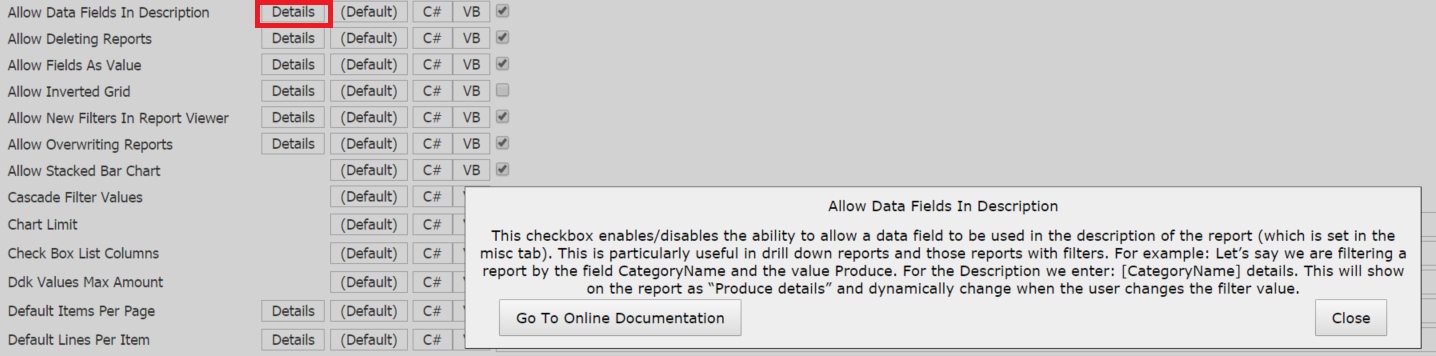 Allow Data Fields In Description Details (Default) C# VB
Allow Deleting Reports Details (Default) C# VB
Allow Fields As Value Details (Default) C# VB
Allow Inverted Grid Details (Default) C# VB
Allow New Filters In Report Viewer Details (Default) C# VB
Allow Overwriting Reports Details (Default) C# VB
Allow Stacked Bar Chart (Default) C# VB
Cascade Filter Values (Default) C#
Chart Limit (Default) C#
Check Box List Columns (Default) C#
Ddk Values Max Amount (Default) C#
Default Items Per Page Details (Default) C#
Default Lines Per Item Details (Default) C#
Allow Data Fields In Description
This checkbox enables/disables the ability to allow a data field to be used in the description of the report (which is set in the
misc tab). This is particularly useful in drill down reports and those reports with filters. For example: Let’s say we are filtering a
report by the field CategoryName and the value Produce. For the Description we enter: [CategoryName] details. This will show
on the report as “Produce details” and dynamically change when the user changes the filter value.
Go To Online Documentation Close